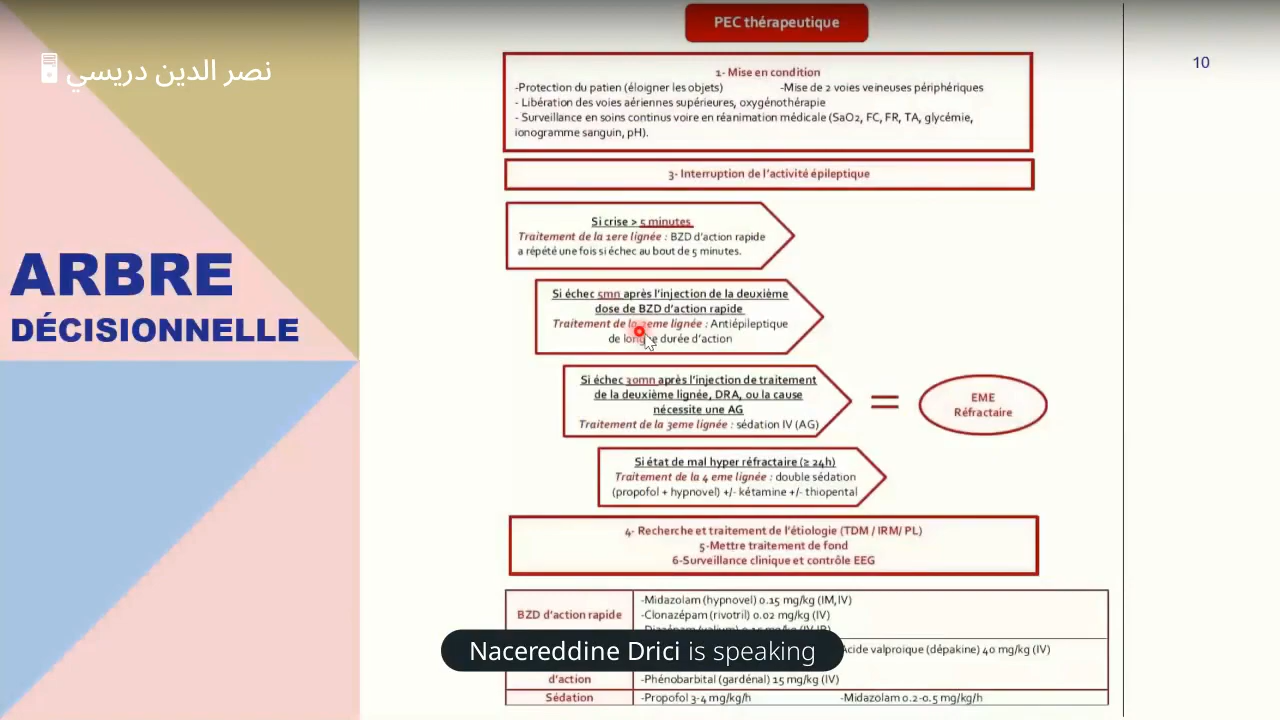 نصر الدين دريسي
ARBRE
DÉCISIONNELLE
10
PEC thérapeutique
1- Mise en condition
-Protection du patien (éloigner les objets) -Mise de 2 voies veineuses périphériques
- Libération des voies aériennes supérieures, oxygénothérapie
- Surveillance en soins continus voire en réanimation médicale (SaO2, FC, FR, TA, glycémie,
ionogramme sanguin, pH).
3- Interruption de l'activité épileptique
Si crise > 5 minutes
Traitement de la 1ere lignée : BZD d'action rapide
a répété une fois si échec au bout de 5 minutes.
Si échec 5mn après l'injection de la deuxième
dose de BZD d'action rapide
Traitement de la 2eme lignée : Antiépileptique
de longue durée d'action
Si échec 30mn après l'injection de traitement
de la deuxième lignée, DRA, ou la cause
nécessite une AG
Traitement de la 3eme lignée : sédation IV (AG)
EME
Réfractaire
Si état de mal hyper réfractaire (≥ 24h)
Traitement de la 4 eme lignée : double sédation
(propofol + hypnovel) +/- kétamine +/- thiopental
4- Recherche et traitement de l'étiologie (TDM / IRM/ PL)
5-Mettre traitement de fond
6-Surveillance clinique et contrôle EEG
BZD d'action rapide
-Midazolam (hypnovel) 0.15 mg/kg (IM,IV)
-Clonazépam (rivotril) 0.02 mg/kg (IV)
Acide valproique (dépakine) 40 mg/kg (IV)
Nacereddine Drici is speaking
d'action
-Phénobarbital (gardénal) 15 mg/kg (IV)
Sédation
-Propofol 3-4 mg/kg/h -Midazolam 0.2-0.5 mg/kg/h